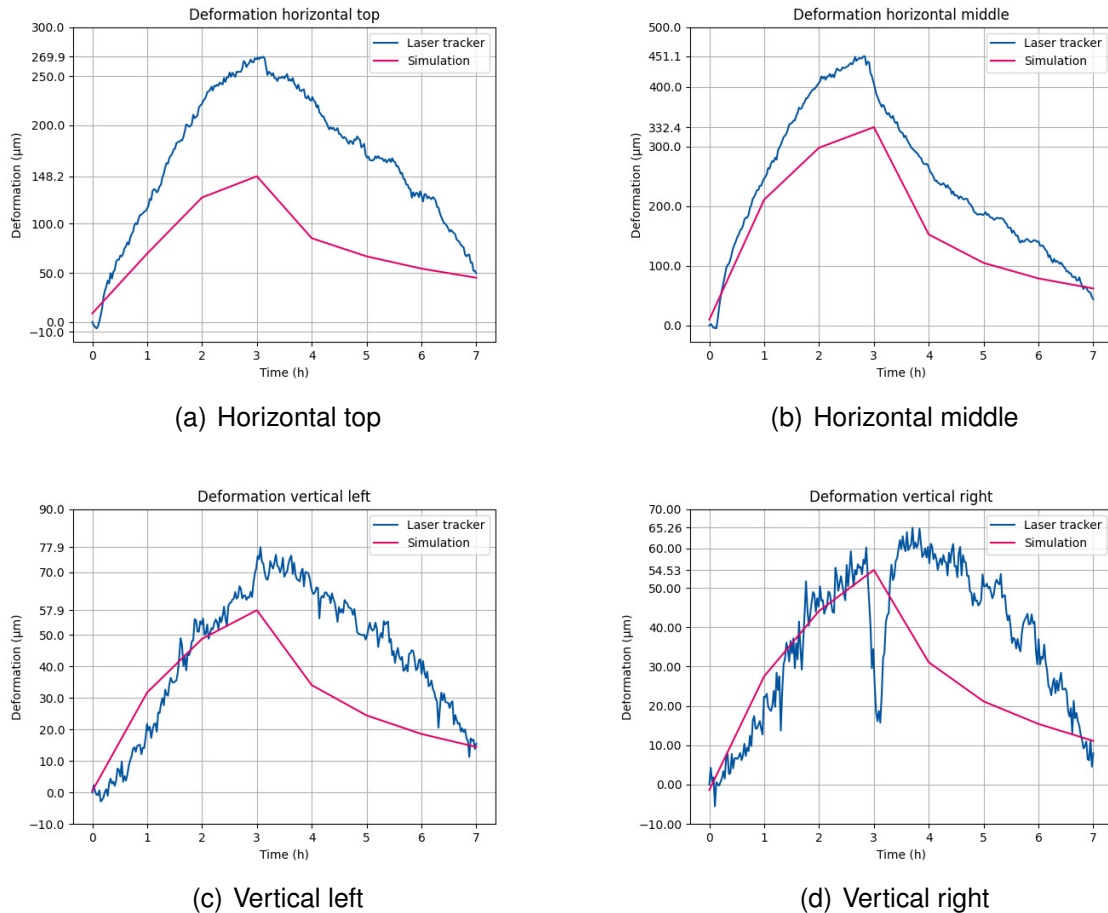 Deformation horizontal top
300.0
269.9
250.0
200.0
148.2
100.0
50.0
0.0
−10.0
Deformation (μm)
Laser tracker
Simulation
0 1 2 3 4 5 6 7
Time (h)
(a) Horizontal top
Deformation horizontal middle
500.0
451.1
400.0
332.4
300.0
200.0
100.0
0.0
Deformation (μm)
Laser tracker
Simulation
0 1 2 3 4 5 6 7
Time (h)
(b) Horizontal middle
Deformation vertical left
90.0
77.9
70.0
57.9
50.0
40.0
30.0
20.0
10.0
0.0
−10.0
Deformation (μm)
Laser tracker
Simulation
0 1 2 3 4 5 6 7
Time (h)
(c) Vertical left
Deformation vertical right
70.00
65.26
60.00
54.53
50.00
40.00
30.00
20.00
10.00
0.00
−10.00
Deformation (μm)
Laser tracker
Simulation
0 1 2 3 4 5 6 7
Time (h)
(d) Vertical right